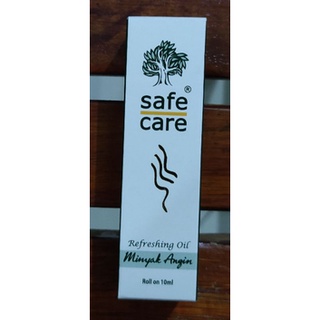 ®
safe
care
Refreshing Oil
Minyak Angin
Roll on 10ml